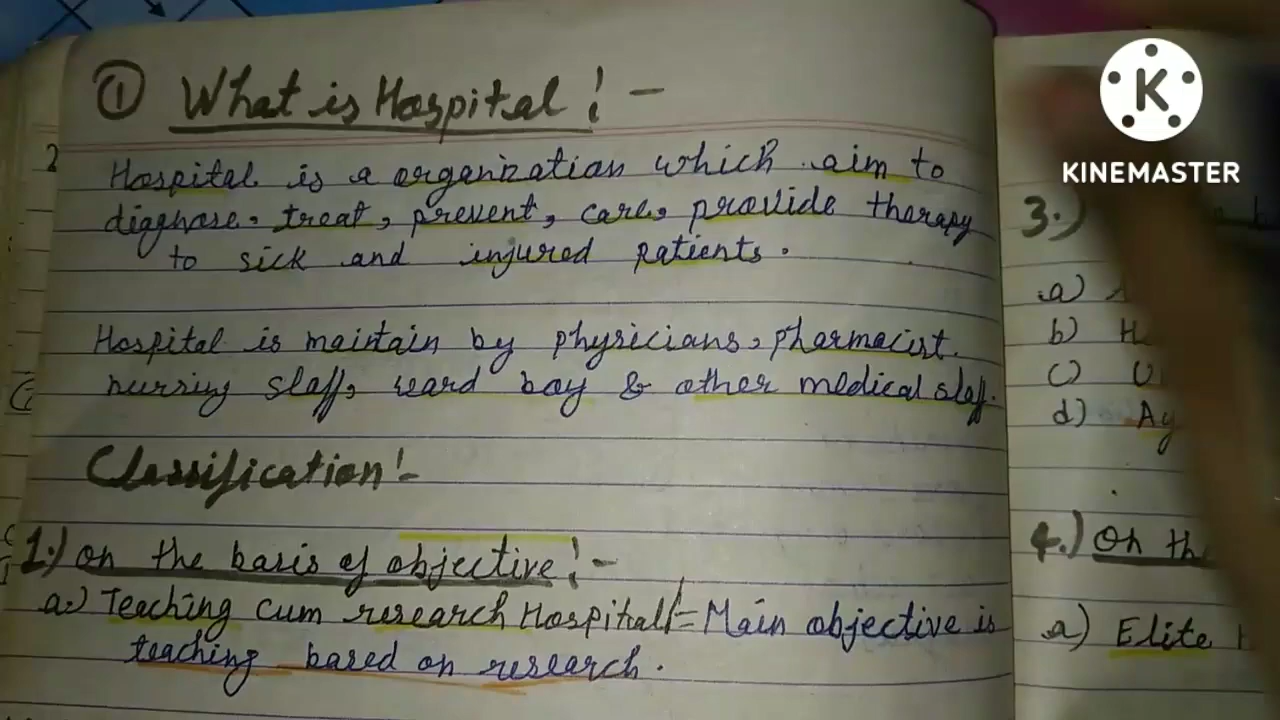 ① What is Hospital :-
Hospital is a organization which aim to
diagnose, treat, prevent, care, provide therapy
to sick and injured patients.
Hospital is maintain by physicians, pharmacist,
nursing staff, ward boy & other medical staff.
Classification :-
1.) On the basis of objective :-
a.) Teaching cum research Hospital := Main objective is
teaching based on research.
2
3.)
a)
b) H
c)
d) Ay
4.) On the
a) Elite
K
KINEMASTER